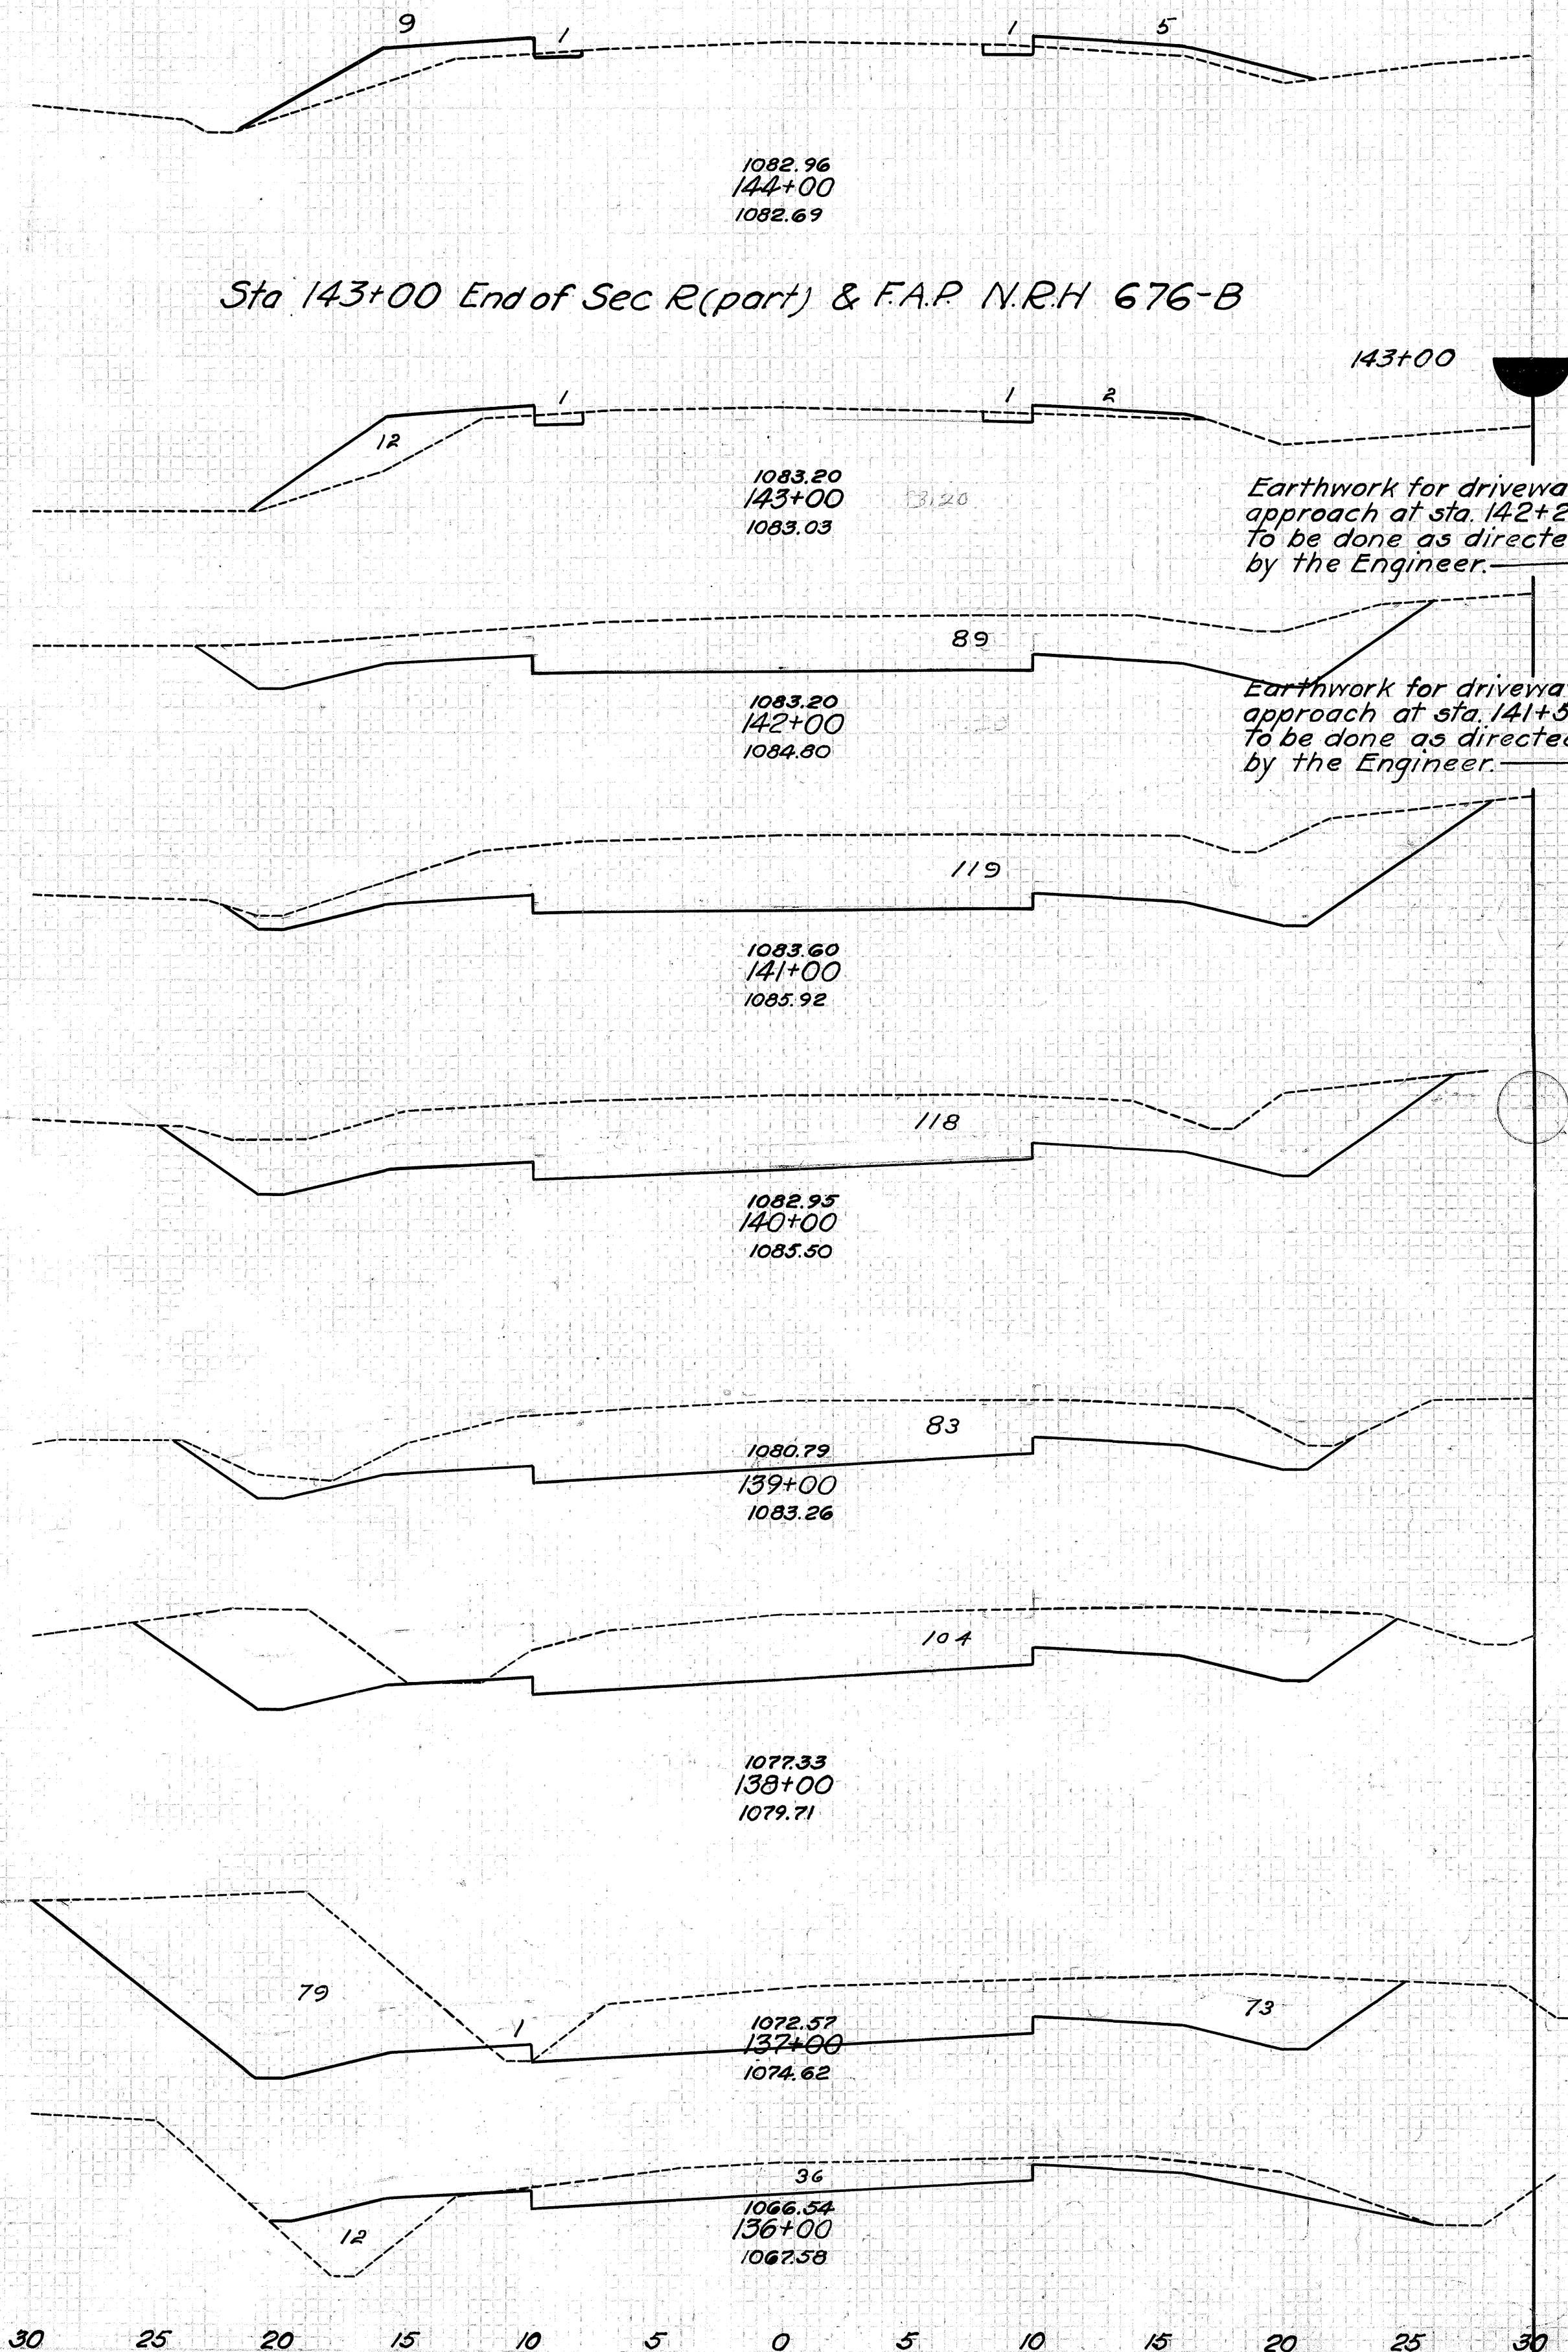 9 1 1 5
1082.96
144+00
1082.69
Sta 143+00 End of Sec R(part) & F.A.P. N.R.H 676-B
143+00
1 1 2
12
1083.20
143+00
1083.03
Earthwork for drivewa
approach at sta. 142+2
to be done as directe
by the Engineer.
89
1083.20
142+00
1084.80
Earthwork for drivewa
approach at sta. 141+5
to be done as directe
by the Engineer.
119
1083.60
141+00
1085.92
118
1082.95
140+00
1085.50
83
1080.79
139+00
1083.26
104
1077.33
138+00
1079.71
79 1 73
1072.57
137+00
1074.62
36
12
1066.54
136+00
1067.58
30 25 20 15 10 5 0 5 10 15 20 25 30